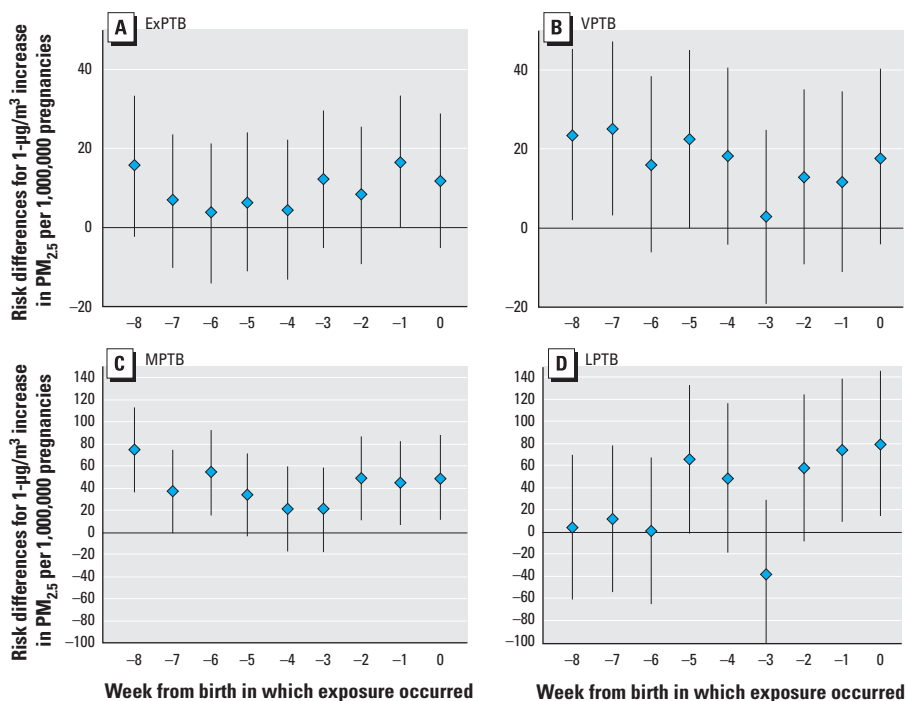 Risk differences for 1-µg/m³ increase
in PM2.5 per 1,000,000 pregnancies
A ExPTB
40
20
0
–20
–8 –7 –6 –5 –4 –3 –2 –1 0
B VPTB
40
20
0
–20
–8 –7 –6 –5 –4 –3 –2 –1 0
Risk differences for 1-µg/m³ increase
in PM2.5 per 1,000,000 pregnancies
C MPTB
140
120
100
80
60
40
20
0
–20
–40
–60
–80
–100
–8 –7 –6 –5 –4 –3 –2 –1 0
Week from birth in which exposure occurred
D LPTB
140
120
100
80
60
40
20
0
–20
–40
–60
–80
–100
–8 –7 –6 –5 –4 –3 –2 –1 0
Week from birth in which exposure occurred